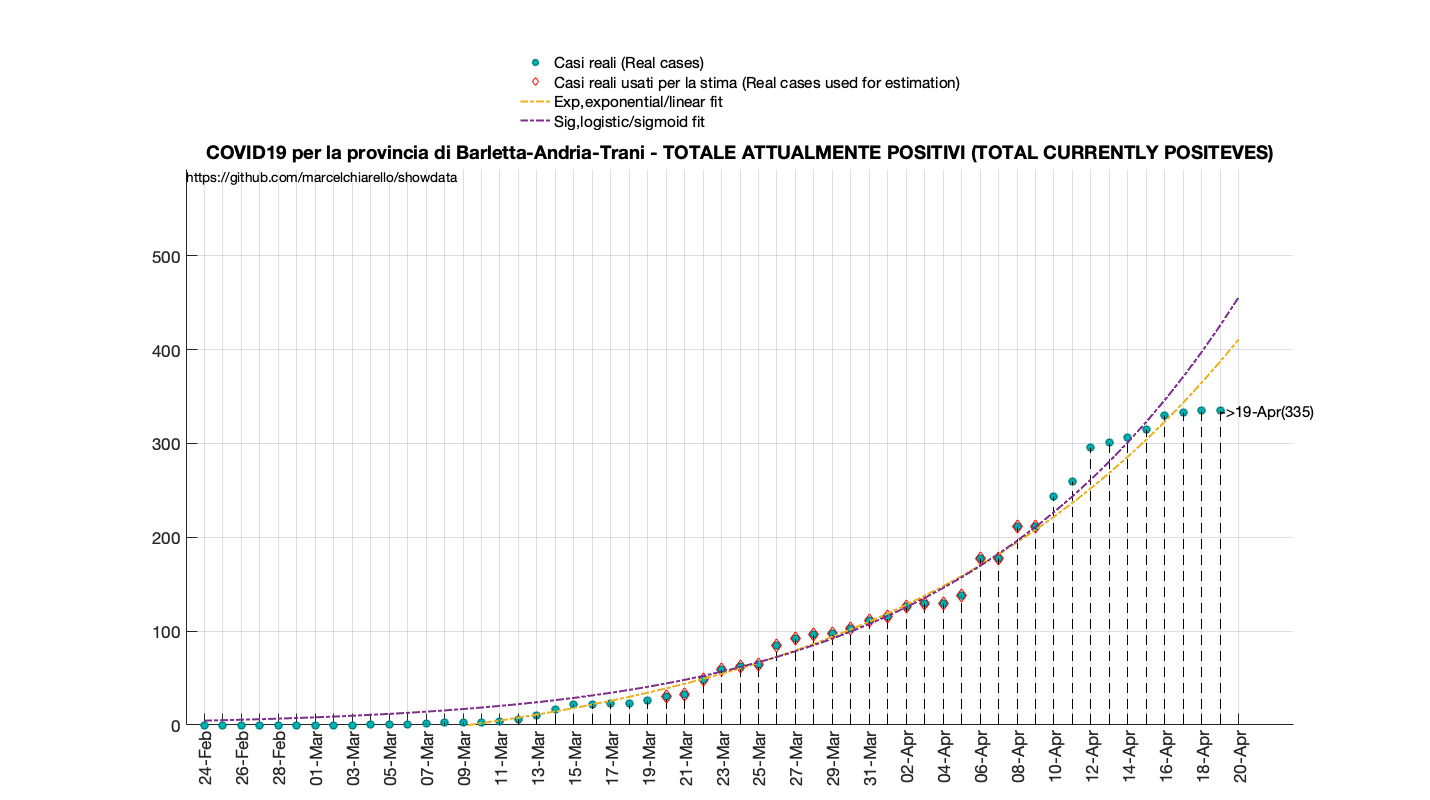 Casi reali (Real cases)
Casi reali usati per la stima (Real cases used for estimation)
Exp,exponential/linear fit
Sig,logistic/sigmoid fit
COVID19 per la provincia di Barletta-Andria-Trani - TOTALE ATTUALMENTE POSITIVI (TOTAL CURRENTLY POSITEVES)
https://github.com/marcelchiarello/showdata
500
400
>19-Apr(335)
300
200
100
0
24-Feb
26-Feb
28-Feb
01-Mar
03-Mar
05-Mar
07-Mar
09-Mar
11-Mar
13-Mar
15-Mar
17-Mar
19-Mar
21-Mar
23-Mar
25-Mar
27-Mar
29-Mar
31-Mar
02-Apr
04-Apr
06-Apr
08-Apr
10-Apr
12-Apr
14-Apr
16-Apr
18-Apr
20-Apr